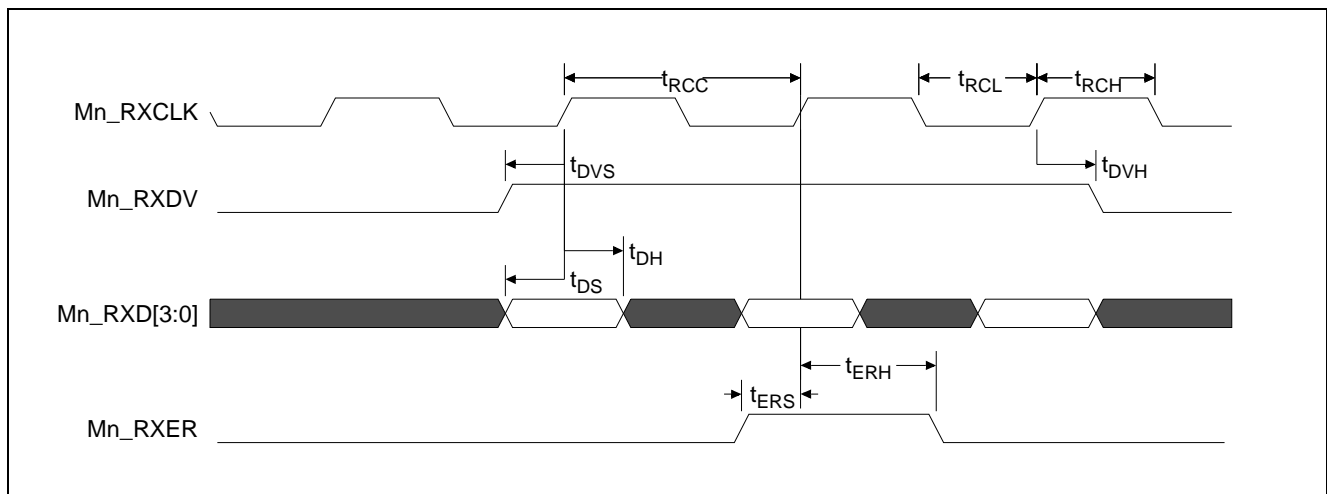 tRCC
tRCL
tRCH
Mn_RXCLK
tDVS
tDVH
Mn_RXDV
tDH
tDS
Mn_RXD[3:0]
tERH
tERS
Mn_RXER